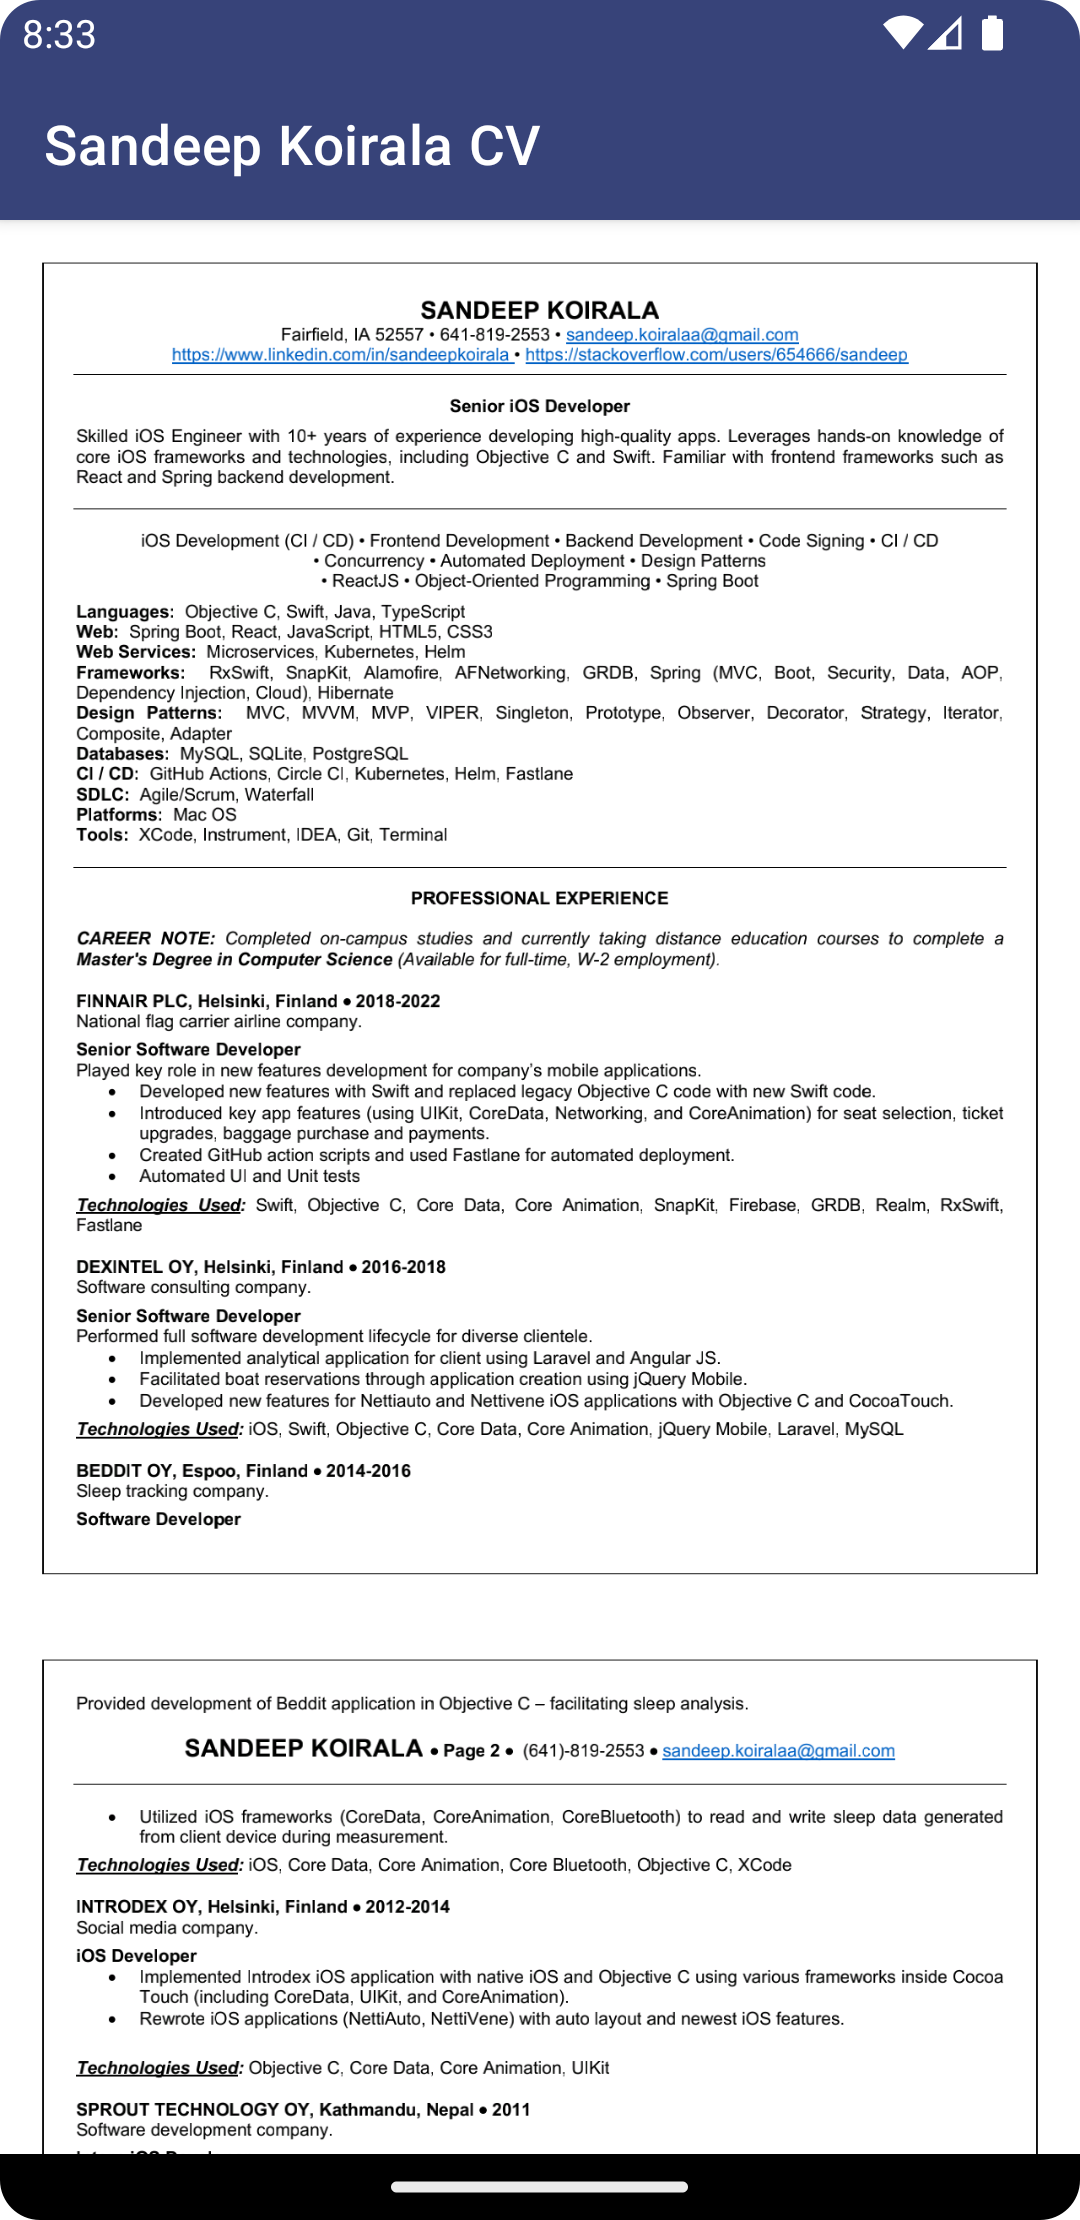 8:33
Sandeep Koirala CV
SANDEEP KOIRALA
Fairfield, IA 52557 • 641-819-2553 • sandeep.koiralaa@gmail.com
https://www.linkedin.com/in/sandeepkoirala • https://stackoverflow.com/users/654666/sandeep
Senior iOS Developer
Skilled iOS Engineer with 10+ years of experience developing high-quality apps. Leverages hands-on knowledge of
core iOS frameworks and technologies, including Objective C and Swift. Familiar with frontend frameworks such as
React and Spring backend development.
iOS Development (CI / CD) • Frontend Development • Backend Development • Code Signing • CI / CD
• Concurrency • Automated Deployment • Design Patterns
• ReactJS • Object-Oriented Programming • Spring Boot
Languages: Objective C, Swift, Java, TypeScript
Web: Spring Boot, React, JavaScript, HTML5, CSS3
Web Services: Microservices, Kubernetes, Helm
Frameworks: RxSwift, SnapKit, Alamofire, AFNetworking, GRDB, Spring (MVC, Boot, Security, Data, AOP,
Dependency Injection, Cloud), Hibernate
Design Patterns: MVC, MVVM, MVP, VIPER, Singleton, Prototype, Observer, Decorator, Strategy, Iterator,
Composite, Adapter
Databases: MySQL, SQLite, PostgreSQL
CI / CD: GitHub Actions, Circle CI, Kubernetes, Helm, Fastlane
SDLC: Agile/Scrum, Waterfall
Platforms: Mac OS
Tools: XCode, Instrument, IDEA, Git, Terminal
PROFESSIONAL EXPERIENCE
CAREER NOTE: Completed on-campus studies and currently taking distance education courses to complete a
Master's Degree in Computer Science (Available for full-time, W-2 employment).
FINNAIR PLC, Helsinki, Finland • 2018-2022
National flag carrier airline company.
Senior Software Developer
Played key role in new features development for company's mobile applications.
• Developed new features with Swift and replaced legacy Objective C code with new Swift code.
• Introduced key app features (using UIKit, CoreData, Networking, and CoreAnimation) for seat selection, ticket
upgrades, baggage purchase and payments.
• Created GitHub action scripts and used Fastlane for automated deployment.
• Automated UI and Unit tests
Technologies Used: Swift, Objective C, Core Data, Core Animation, SnapKit, Firebase, GRDB, Realm, RxSwift,
Fastlane
DEXINTEL OY, Helsinki, Finland • 2016-2018
Software consulting company.
Senior Software Developer
Performed full software development lifecycle for diverse clientele.
• Implemented analytical application for client using Laravel and Angular JS.
• Facilitated boat reservations through application creation using jQuery Mobile.
• Developed new features for Nettiauto and Nettivene iOS applications with Objective C and CocoaTouch.
Technologies Used: iOS, Swift, Objective C, Core Data, Core Animation, jQuery Mobile, Laravel, MySQL
BEDDIT OY, Espoo, Finland • 2014-2016
Sleep tracking company.
Software Developer
Provided development of Beddit application in Objective C – facilitating sleep analysis.
SANDEEP KOIRALA • Page 2 • (641)-819-2553 • sandeep.koiralaa@gmail.com
• Utilized iOS frameworks (CoreData, CoreAnimation, CoreBluetooth) to read and write sleep data generated
from client device during measurement.
Technologies Used: iOS, Core Data, Core Animation, Core Bluetooth, Objective C, XCode
INTRODEX OY, Helsinki, Finland • 2012-2014
Social media company.
iOS Developer
• Implemented Introdex iOS application with native iOS and Objective C using various frameworks inside Cocoa
Touch (including CoreData, UIKit, and CoreAnimation).
• Rewrote iOS applications (NettiAuto, NettiVene) with auto layout and newest iOS features.
Technologies Used: Objective C, Core Data, Core Animation, UIKit
SPROUT TECHNOLOGY OY, Kathmandu, Nepal • 2011
Software development company.